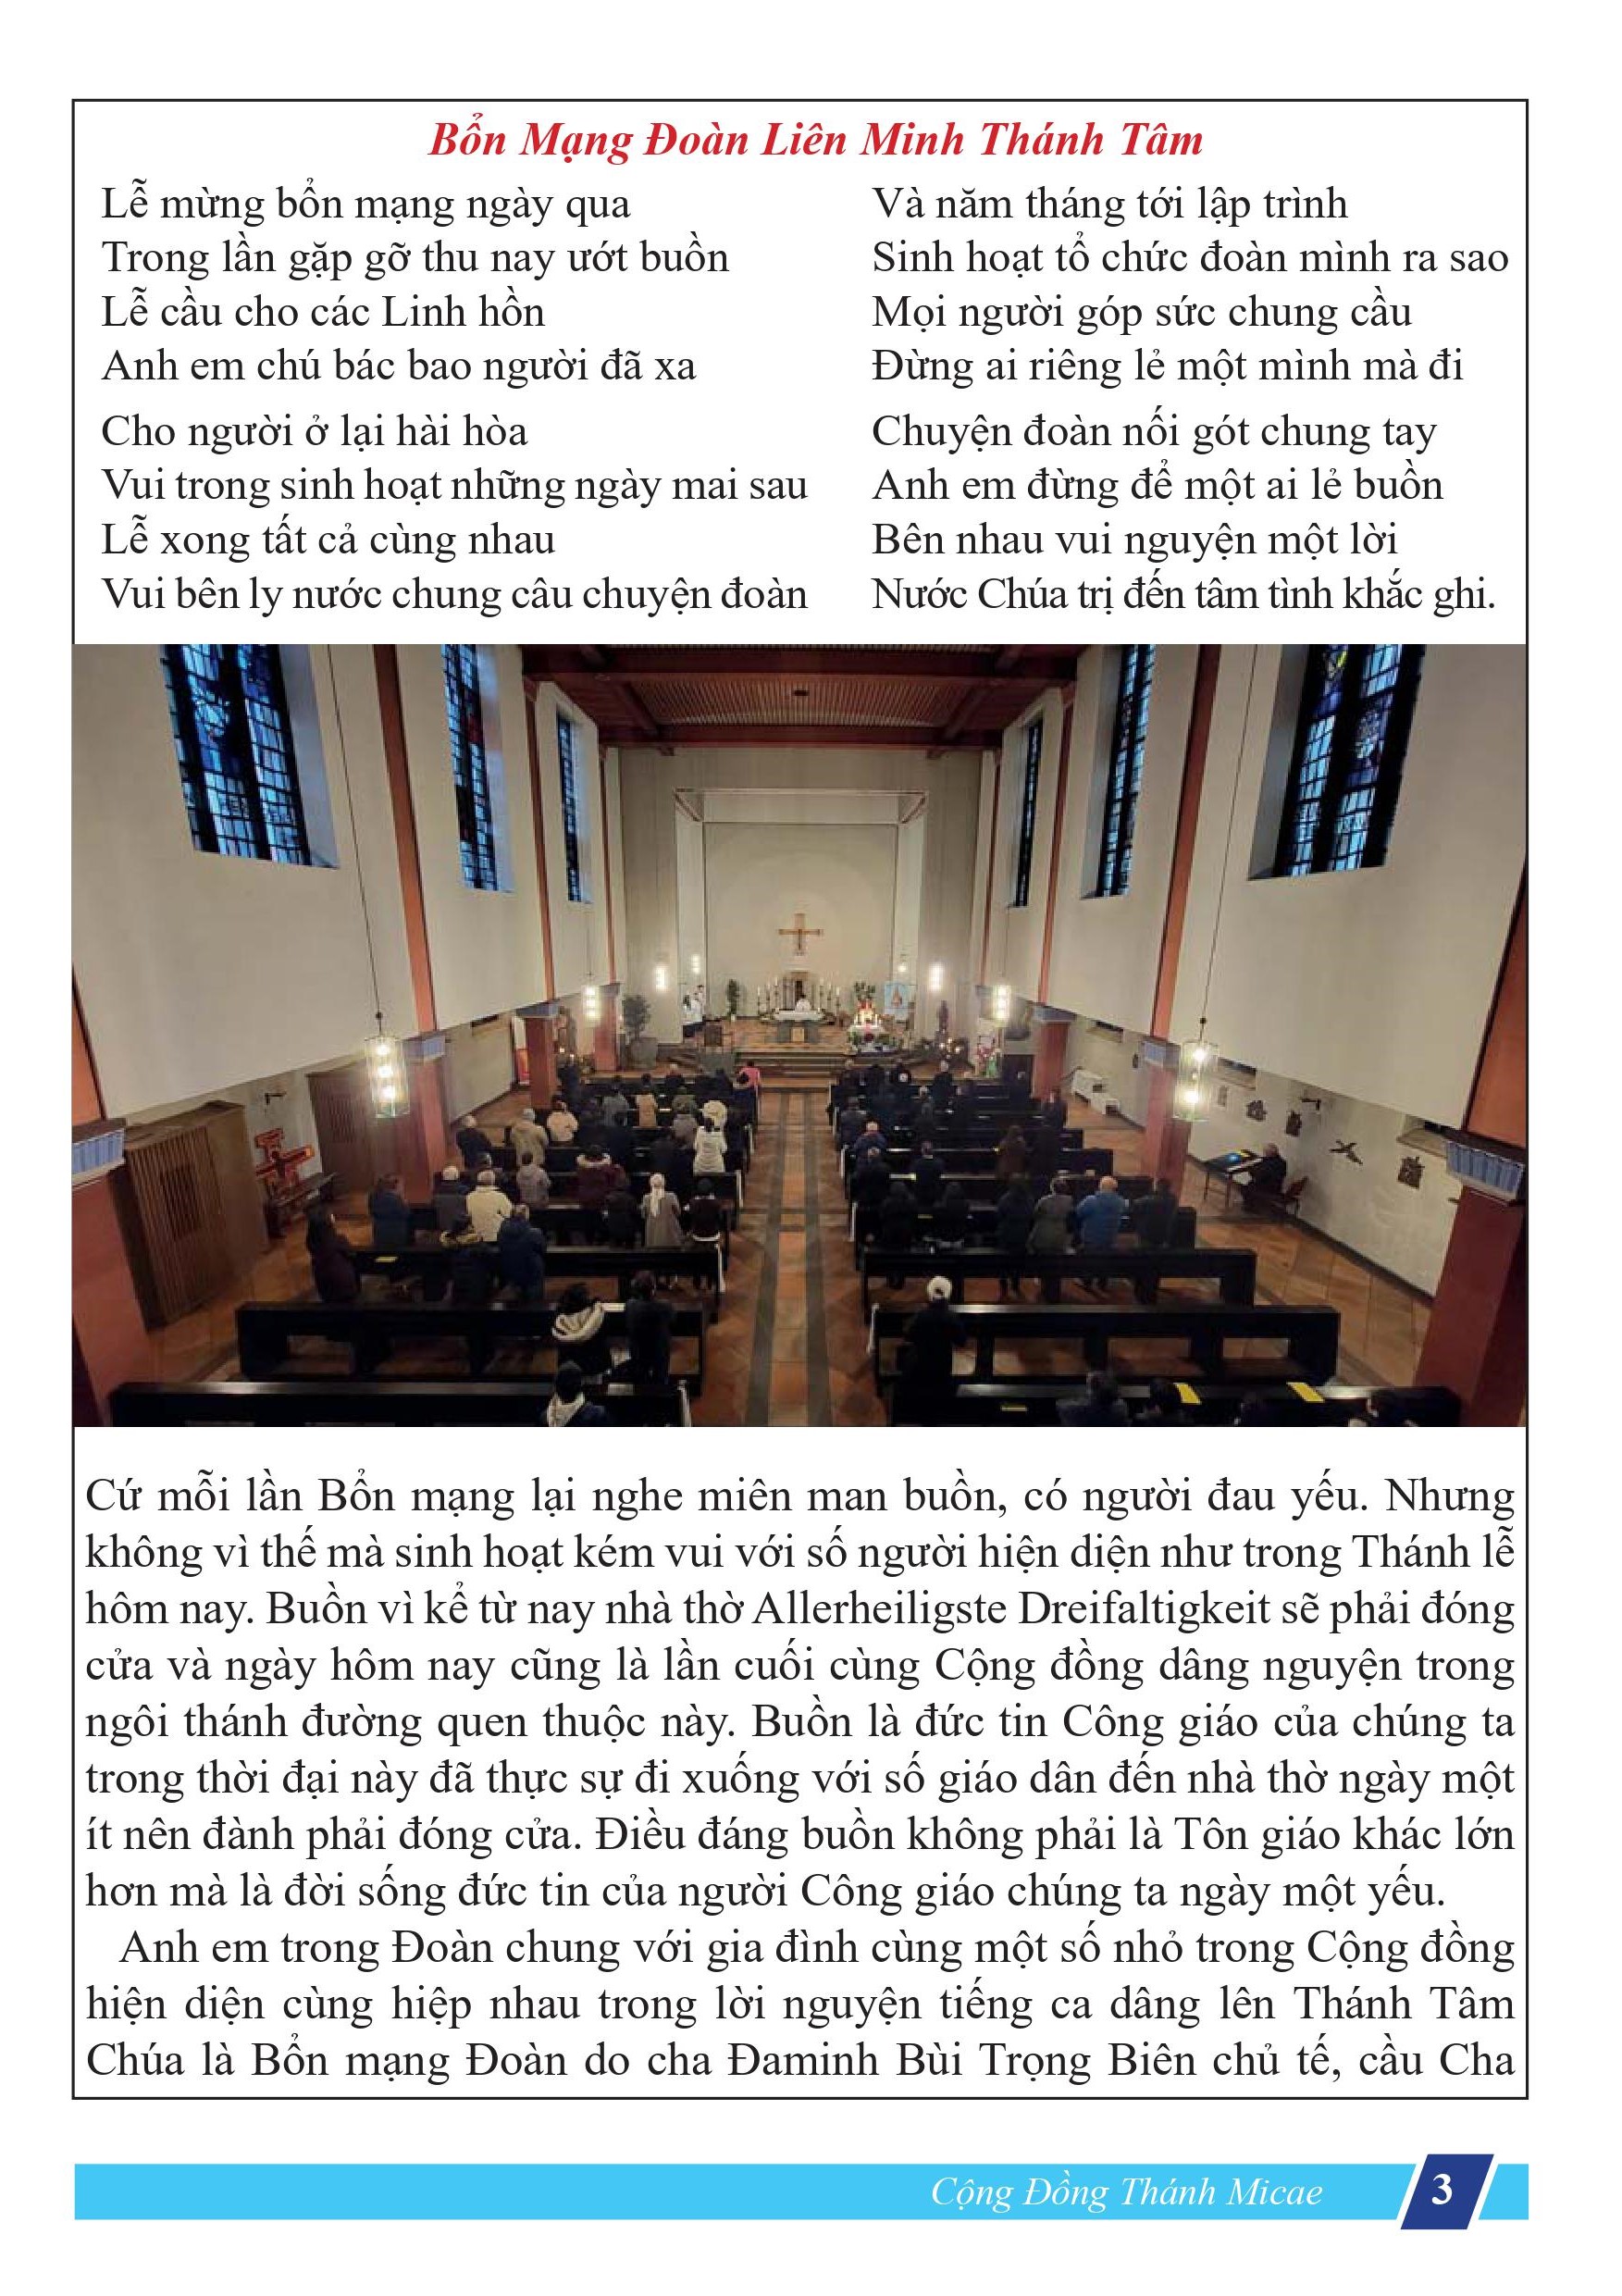 Bổn Mạng Đoàn Liên Minh Thánh Tâm
Lễ mừng bổn mạng ngày qua
Trong lần gặp gỡ thu nay ướt buồn
Lễ cầu cho các Linh hồn
Anh em chú bác bao người đã xa
Cho người ở lại hài hòa
Vui trong sinh hoạt những ngày mai sau
Lễ xong tất cả cùng nhau
Vui bên ly nước chung câu chuyện đoàn
Và năm tháng tới lập trình
Sinh hoạt tổ chức đoàn mình ra sao
Mọi người góp sức chung cầu
Đừng ai riêng lẻ một mình mà đi
Chuyện đoàn nối gót chung tay
Anh em đừng để một ai lẻ buồn
Bên nhau vui nguyện một lời
Nước Chúa trị đến tâm tình khắc ghi.
Cứ mỗi lần Bổn mạng lại nghe miên man buồn, có người đau yếu. Nhưng
không vì thế mà sinh hoạt kém vui với số người hiện diện như trong Thánh lễ
hôm nay. Buồn vì kể từ nay nhà thờ Allerheiligste Dreifaltigkeit sẽ phải đóng
cửa và ngày hôm nay cũng là lần cuối cùng Cộng đồng dâng nguyện trong
ngôi thánh đường quen thuộc này. Buồn là đức tin Công giáo của chúng ta
trong thời đại này đã thực sự đi xuống với số giáo dân đến nhà thờ ngày một
ít nên đành phải đóng cửa. Điều đáng buồn không phải là Tôn giáo khác lớn
hơn mà là đời sống đức tin của người Công giáo chúng ta ngày một yếu.
Anh em trong Đoàn chung với gia đình cùng một số nhỏ trong Cộng đồng
hiện diện cùng hiệp nhau trong lời nguyện tiếng ca dâng lên Thánh Tâm
Chúa là Bổn mạng Đoàn do cha Đaminh Bùi Trọng Biên chủ tế, cầu Cha
Cộng Đồng Thánh Micae
3